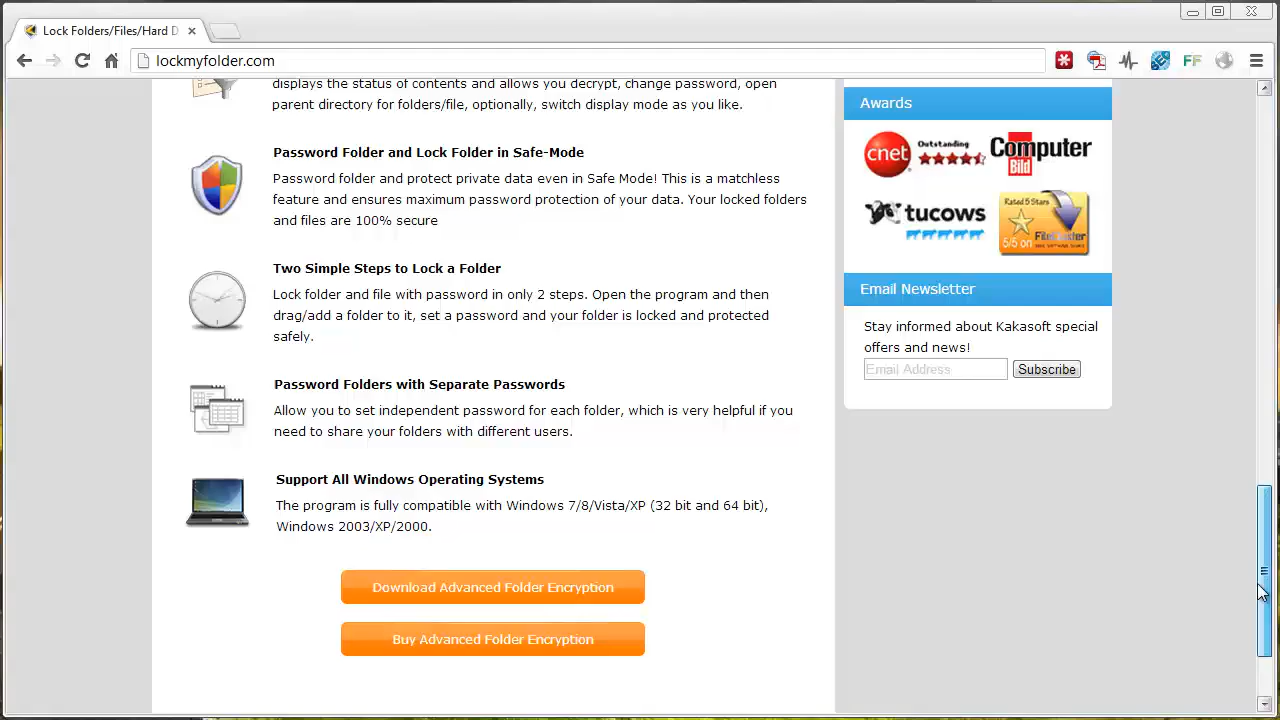 Lock Folders/Files/Hard D
lockmyfolder.com
FF
displays the status of contents and allows you decrypt, change password, open
parent directory for folders/file, optionally, switch display mode as you like.
Password Folder and Lock Folder in Safe-Mode
Password folder and protect private data even in Safe Mode! This is a matchless
feature and ensures maximum password protection of your data. Your locked folders
and files are 100% secure
Two Simple Steps to Lock a Folder
Lock folder and file with password in only 2 steps. Open the program and then
drag/add a folder to it, set a password and your folder is locked and protected
safely.
Password Folders with Separate Passwords
Allow you to set independent password for each folder, which is very helpful if you
need to share your folders with different users.
Support All Windows Operating Systems
The program is fully compatible with Windows 7/8/Vista/XP (32 bit and 64 bit),
Windows 2003/XP/2000.
Download Advanced Folder Encryption
Buy Advanced Folder Encryption
Awards
cnet Outstanding
Computer
Bild
tucows
Rated 5 Stars
5/5 on
Email Newsletter
Stay informed about Kakasoft special
offers and news!
Email Address
Subscribe